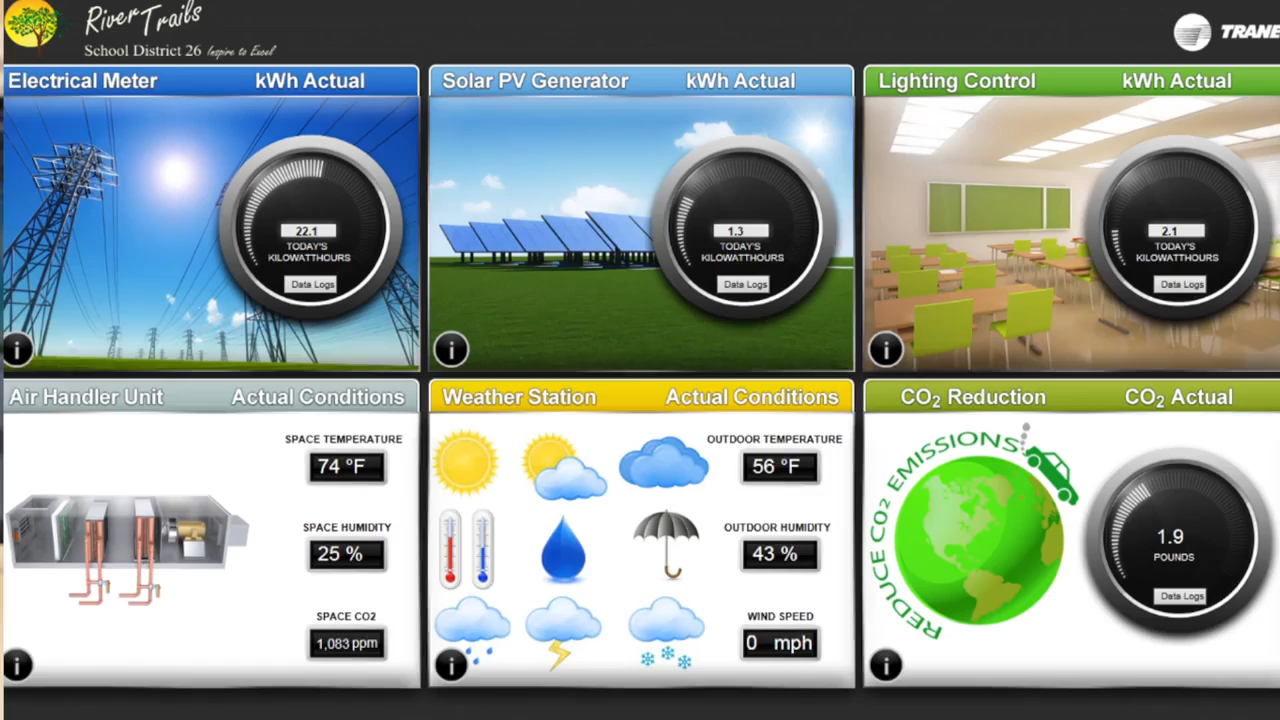 River Trails
School District 26 Inspire to Excel
TRANE
Electrical Meter kWh Actual
22.1
TODAY'S
KILOWATTHOURS
Data Logs
i
Solar PV Generator kWh Actual
1.3
TODAY'S
KILOWATTHOURS
Data Logs
i
Lighting Control kWh Actual
2.1
TODAY'S
KILOWATTHOURS
Data Logs
i
Air Handler Unit Actual Conditions
SPACE TEMPERATURE
74 °F
SPACE HUMIDITY
25 %
SPACE CO2
1,083 ppm
i
Weather Station Actual Conditions
OUTDOOR TEMPERATURE
56 °F
OUTDOOR HUMIDITY
43 %
WIND SPEED
0 mph
i
CO₂ Reduction CO₂ Actual
REDUCE CO₂ EMISSIONS
1.9
POUNDS
Data Logs
i